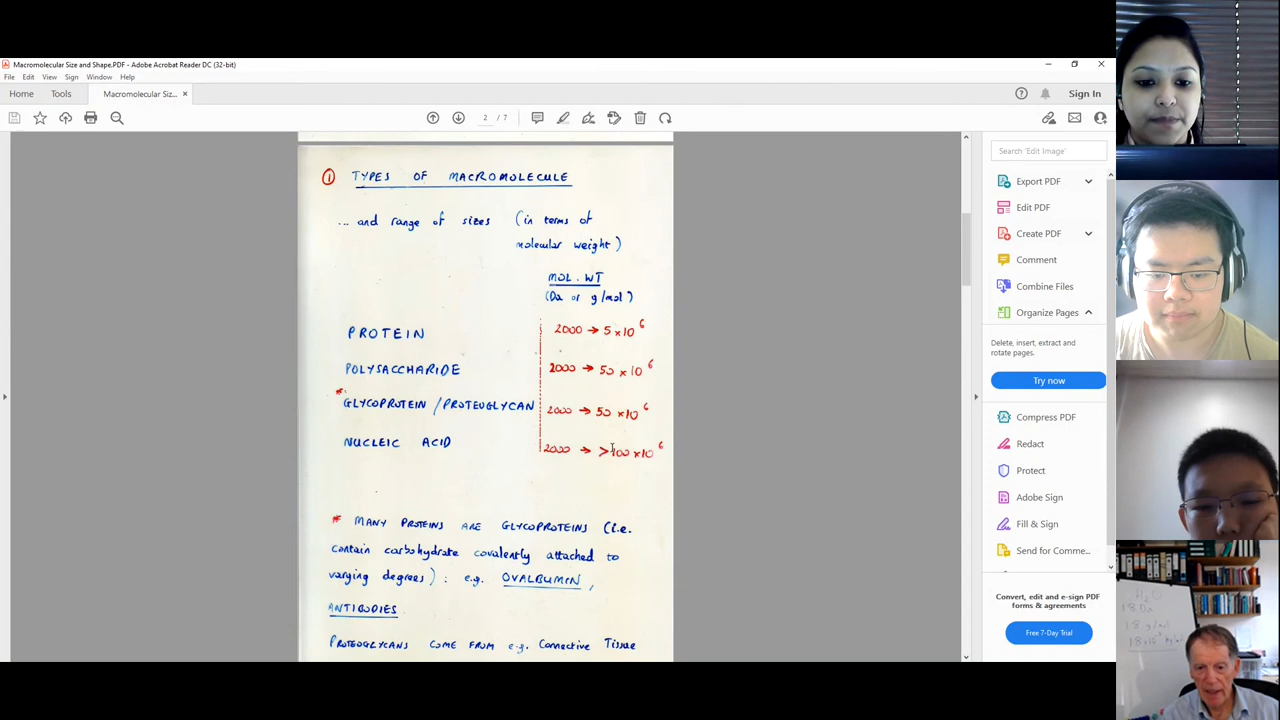 Macromolecular Size and Shape.PDF - Adobe Acrobat Reader DC (32-bit)
File Edit View Sign Window Help
Home Tools Macromolecular Siz... × Sign In
2 / 7
① TYPES OF MACROMOLECULE
... and range of sizes (in terms of
molecular weight)
MOL. WT
(Da or g/mol)
PROTEIN 2000 → 5 × 10⁶
POLYSACCHARIDE 2000 → 50 × 10⁶
* GLYCOPROTEIN/PROTEOGLYCAN 2000 → 50 × 10⁶
NUCLEIC ACID 2000 → >100 × 10⁶
* MANY PROTEINS ARE GLYCOPROTEINS (i.e.
contain carbohydrate covalently attached to
varying degrees): e.g. OVALBUMIN,
ANTIBODIES
PROTEOGLYCANS COME FROM e.g. Connective Tissue
Search 'Edit Image'
Export PDF
Edit PDF
Create PDF
Comment
Combine Files
Organize Pages
Delete, insert, extract and
rotate pages.
Try now
Compress PDF
Redact
Protect
Adobe Sign
Fill & Sign
Send for Comme...
Convert, edit and e-sign PDF
forms & agreements
Free 7-Day Trial
H₂O
18 Da
18 g/mol